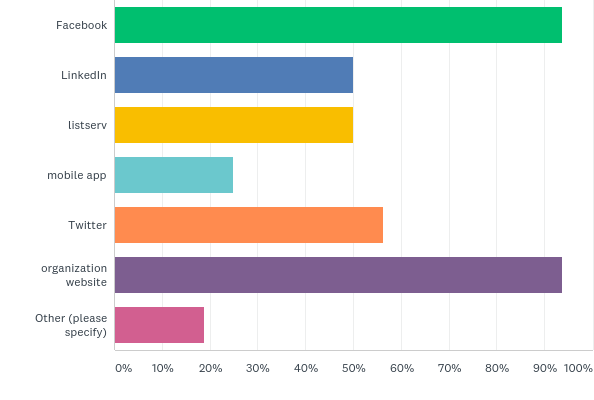 Facebook
LinkedIn
listserv
mobile app
Twitter
organization
website
Other (please
specify)
0% 10% 20% 30% 40% 50% 60% 70% 80% 90% 100%